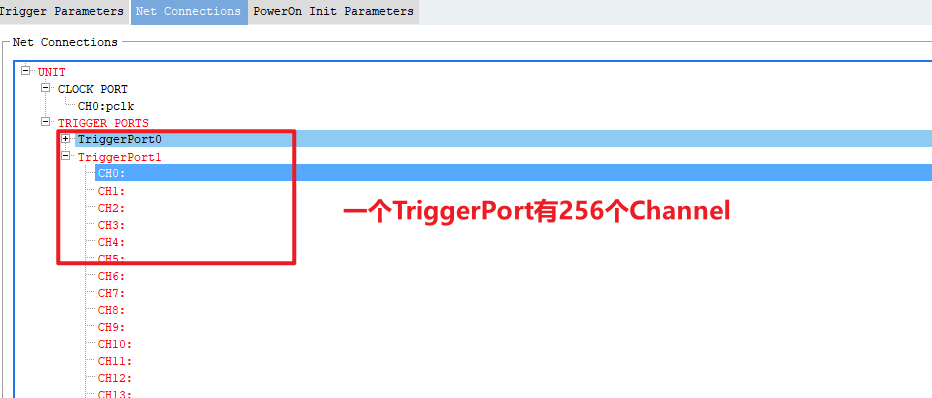 Trigger Parameters Net Connections PowerOn Init Parameters
Net Connections
UNIT
CLOCK PORT
CH0:pclk
TRIGGER PORTS
TriggerPort0
TriggerPort1
CH0:
CH1:
CH2:
一个TriggerPort有256个Channel
CH3:
CH4:
CH5:
CH6:
CH7:
CH8:
CH9:
CH10:
CH11:
CH12:
CH13: